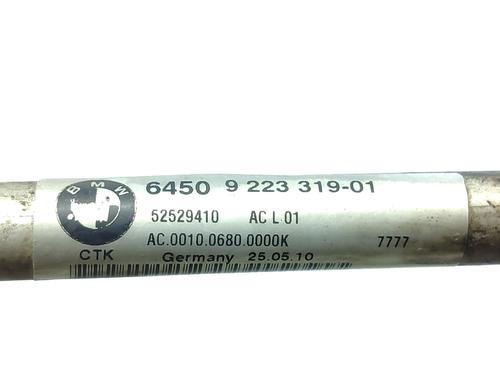 BMW
6450 9 223 319-01
52529410 AC L 01
AC.0010.0680.0000K 7777
CTK
Germany 25.05.10